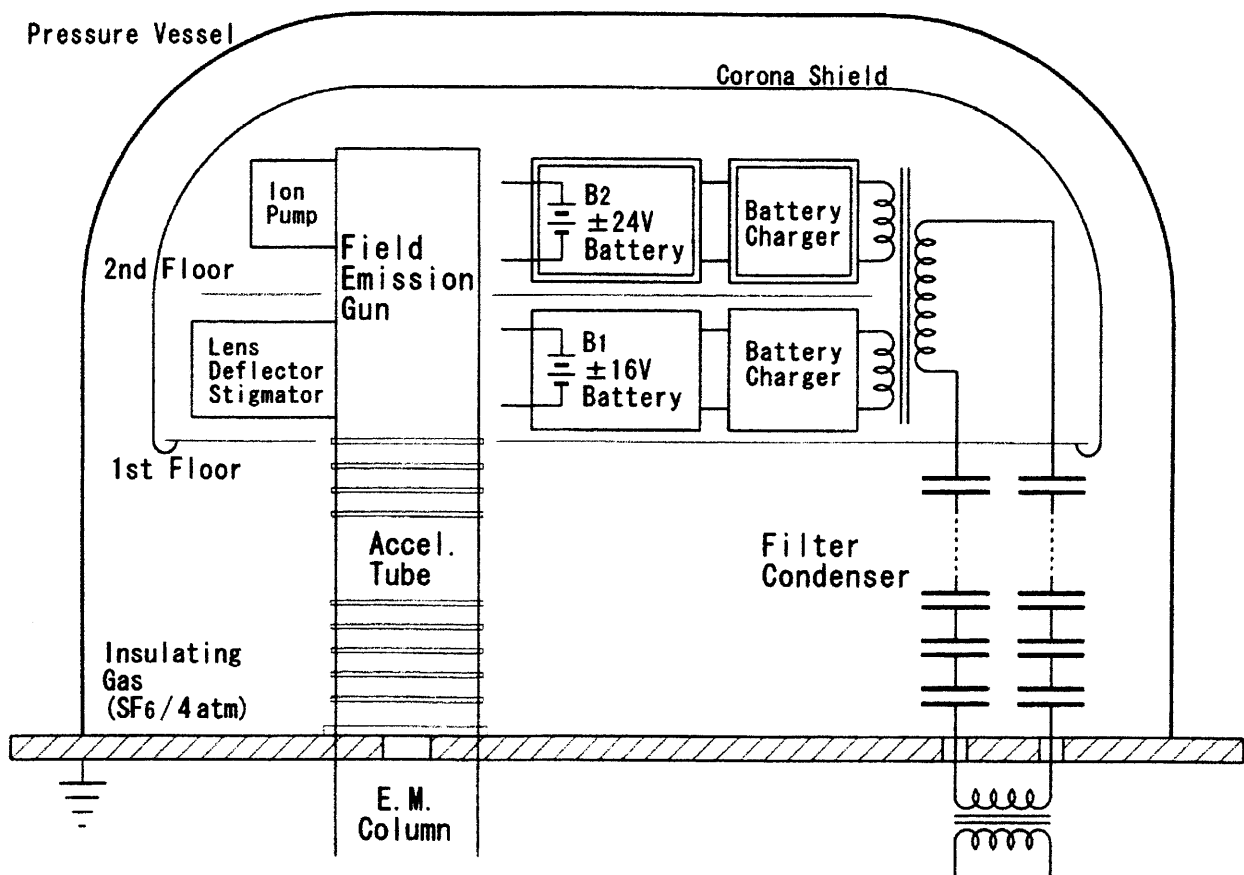 Pressure Vessel
Corona Shield
Ion
Pump
Field
Emission
Gun
B2
±24V
Battery
Battery
Charger
2nd Floor
Lens
Deflector
Stigmator
B1
±16V
Battery
Battery
Charger
1st Floor
Accel.
Tube
Filter
Condenser
Insulating
Gas
(SF6/4atm)
E.M.
Column